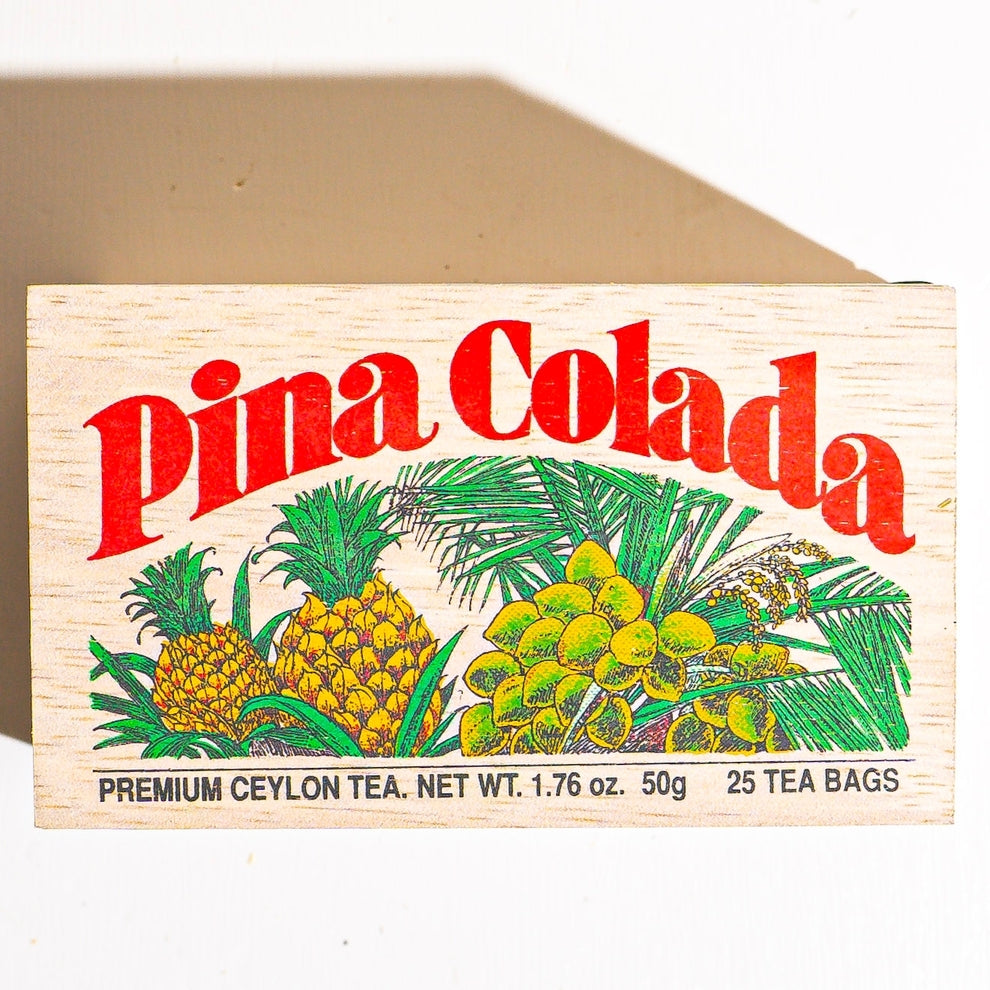 Pina Colada
PREMIUM CEYLON TEA. NET WT. 1.76 oz. 50g 25 TEA BAGS